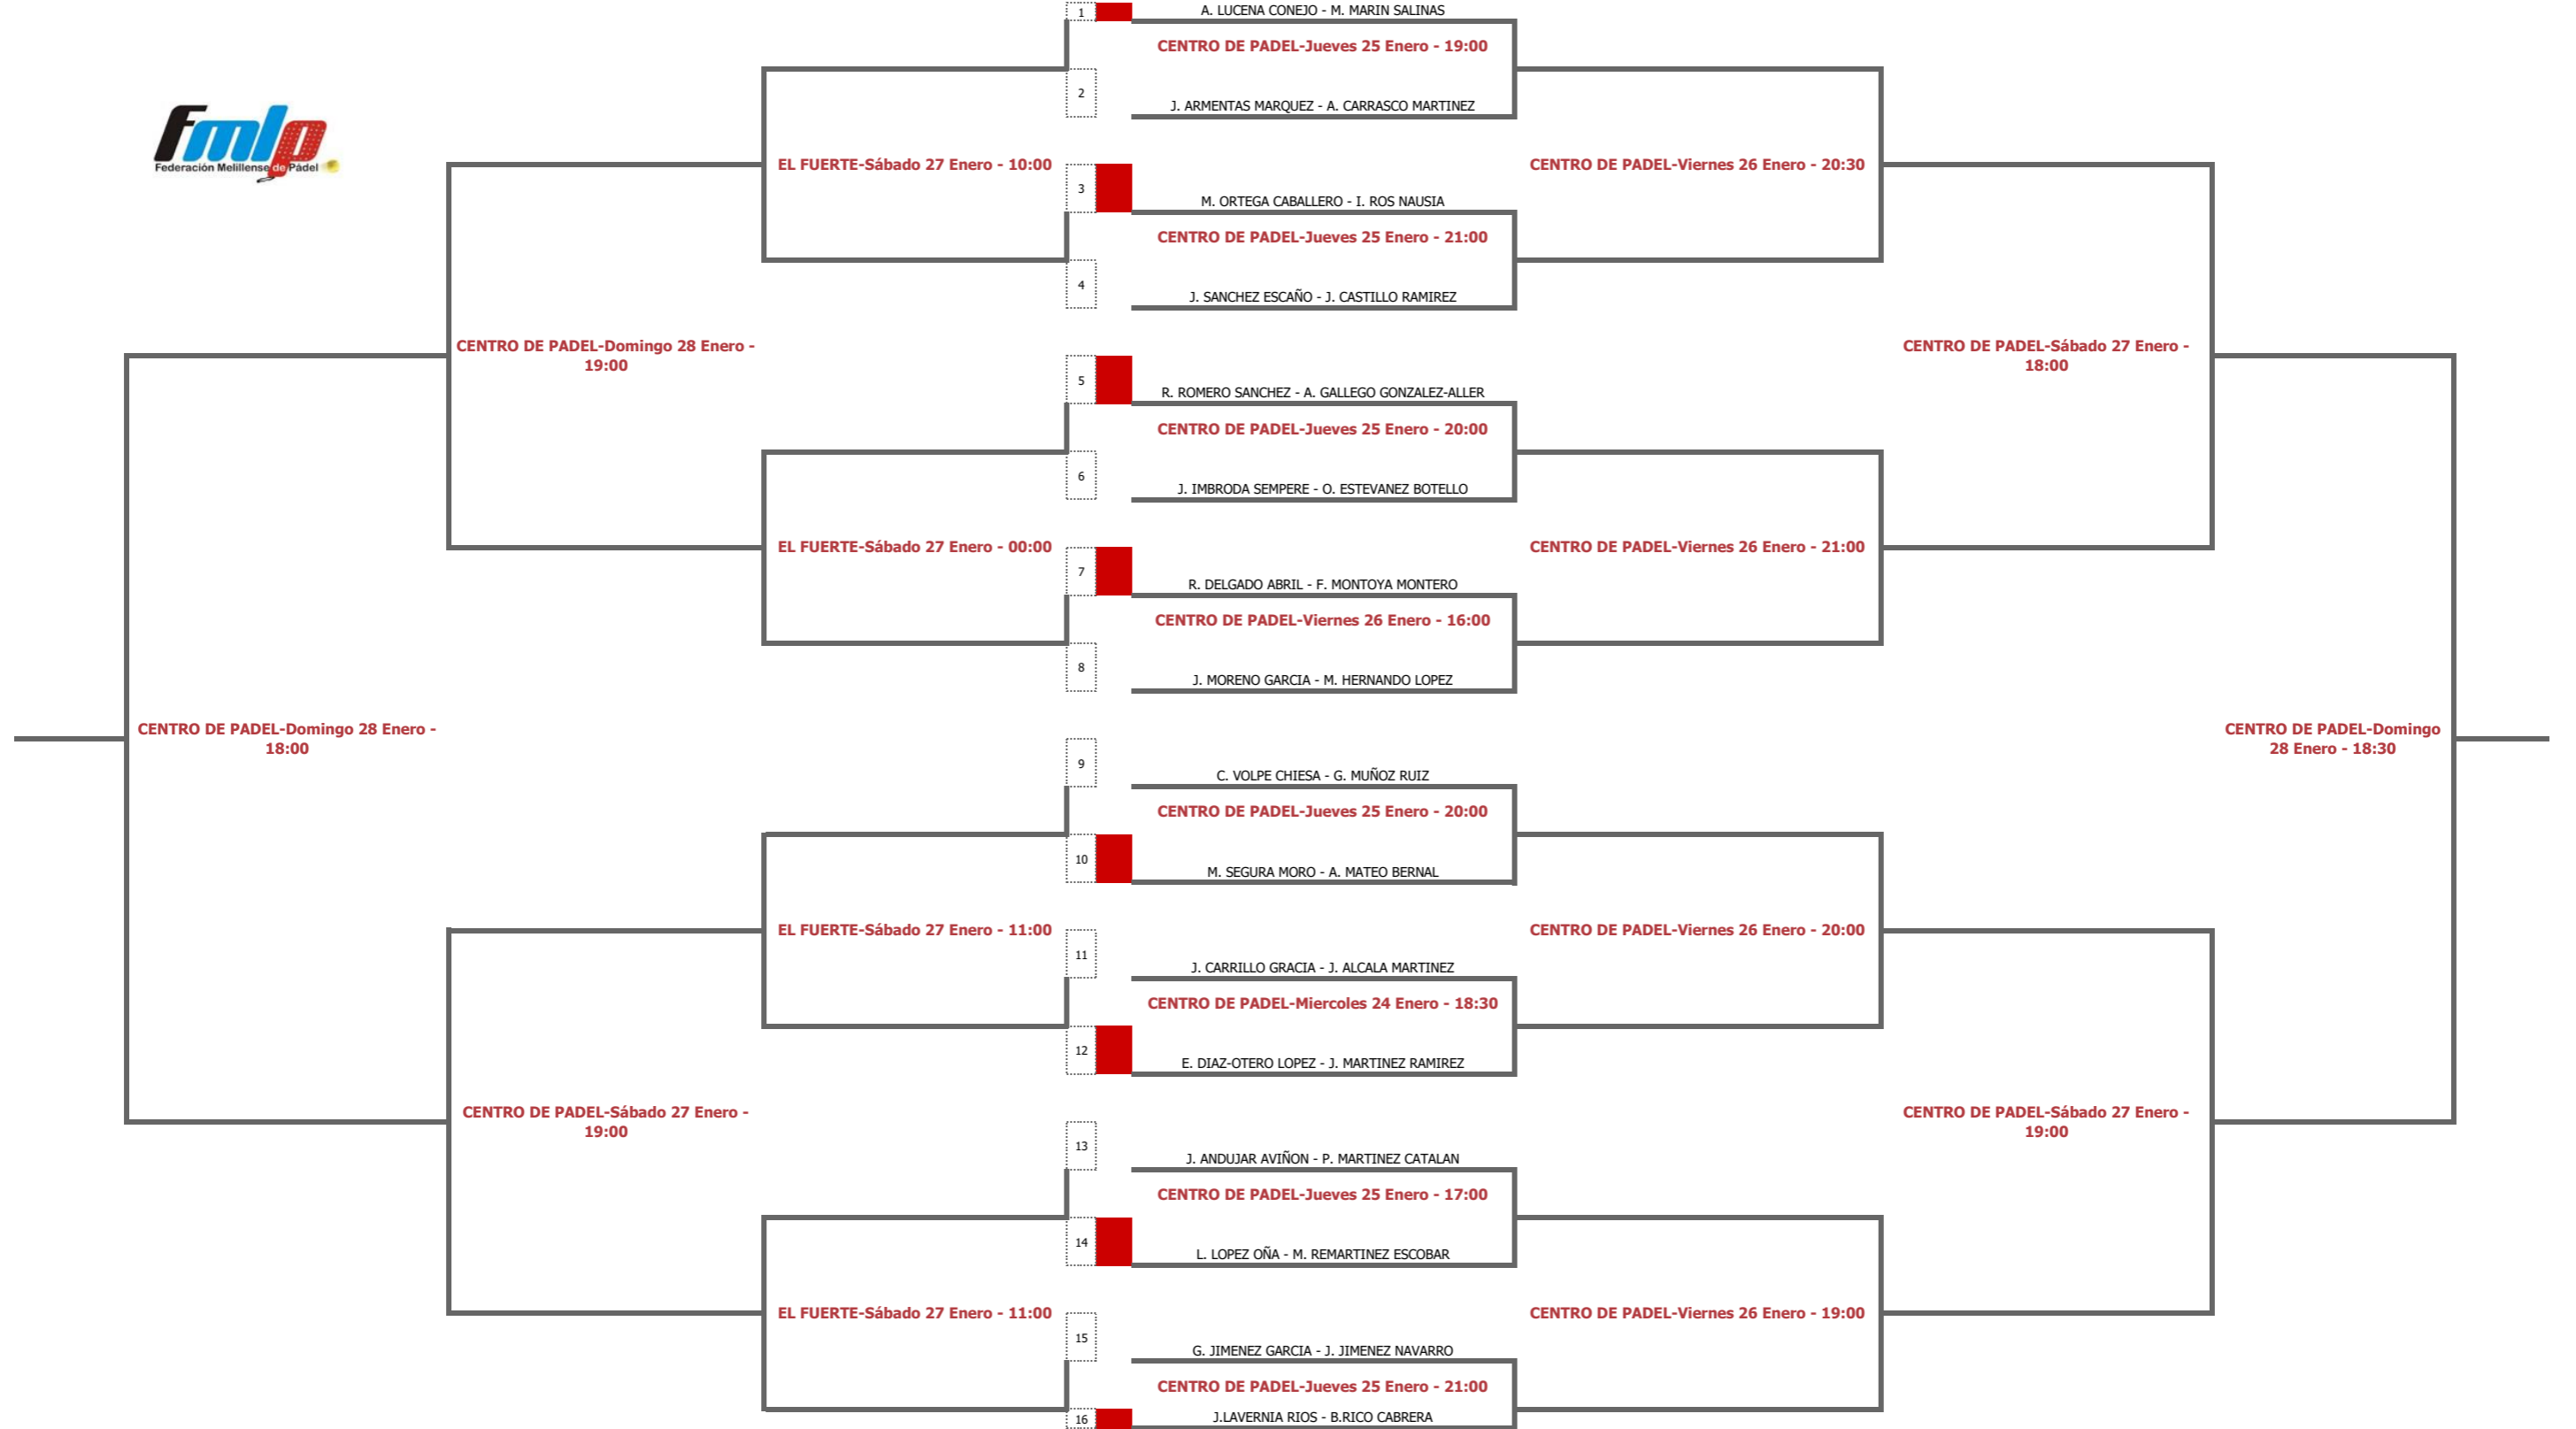 1
A. LUCENA CONEJO - M. MARIN SALINAS
CENTRO DE PADEL-Jueves 25 Enero - 19:00
2
J. ARMENTAS MARQUEZ - A. CARRASCO MARTINEZ
fmlp
Federación Melillense de Pádel
EL FUERTE-Sábado 27 Enero - 10:00
CENTRO DE PADEL-Viernes 26 Enero - 20:30
3
M. ORTEGA CABALLERO - I. ROS NAUSIA
CENTRO DE PADEL-Jueves 25 Enero - 21:00
4
J. SANCHEZ ESCAÑO - J. CASTILLO RAMIREZ
CENTRO DE PADEL-Domingo 28 Enero -
19:00
CENTRO DE PADEL-Sábado 27 Enero -
18:00
5
R. ROMERO SANCHEZ - A. GALLEGO GONZALEZ-ALLER
CENTRO DE PADEL-Jueves 25 Enero - 20:00
6
J. IMBRODA SEMPERE - O. ESTEVANEZ BOTELLO
EL FUERTE-Sábado 27 Enero - 00:00
CENTRO DE PADEL-Viernes 26 Enero - 21:00
7
R. DELGADO ABRIL - F. MONTOYA MONTERO
CENTRO DE PADEL-Viernes 26 Enero - 16:00
8
J. MORENO GARCIA - M. HERNANDO LOPEZ
CENTRO DE PADEL-Domingo 28 Enero -
18:00
CENTRO DE PADEL-Domingo
28 Enero - 18:30
9
C. VOLPE CHIESA - G. MUÑOZ RUIZ
CENTRO DE PADEL-Jueves 25 Enero - 20:00
10
M. SEGURA MORO - A. MATEO BERNAL
EL FUERTE-Sábado 27 Enero - 11:00
CENTRO DE PADEL-Viernes 26 Enero - 20:00
11
J. CARRILLO GRACIA - J. ALCALA MARTINEZ
CENTRO DE PADEL-Miercoles 24 Enero - 18:30
12
E. DIAZ-OTERO LOPEZ - J. MARTINEZ RAMIREZ
CENTRO DE PADEL-Sábado 27 Enero -
19:00
CENTRO DE PADEL-Sábado 27 Enero -
19:00
13
J. ANDUJAR AVIÑON - P. MARTINEZ CATALAN
CENTRO DE PADEL-Jueves 25 Enero - 17:00
14
L. LOPEZ OÑA - M. REMARTINEZ ESCOBAR
EL FUERTE-Sábado 27 Enero - 11:00
CENTRO DE PADEL-Viernes 26 Enero - 19:00
15
G. JIMENEZ GARCIA - J. JIMENEZ NAVARRO
CENTRO DE PADEL-Jueves 25 Enero - 21:00
16
J.LAVERNIA RIOS - B.RICO CABRERA